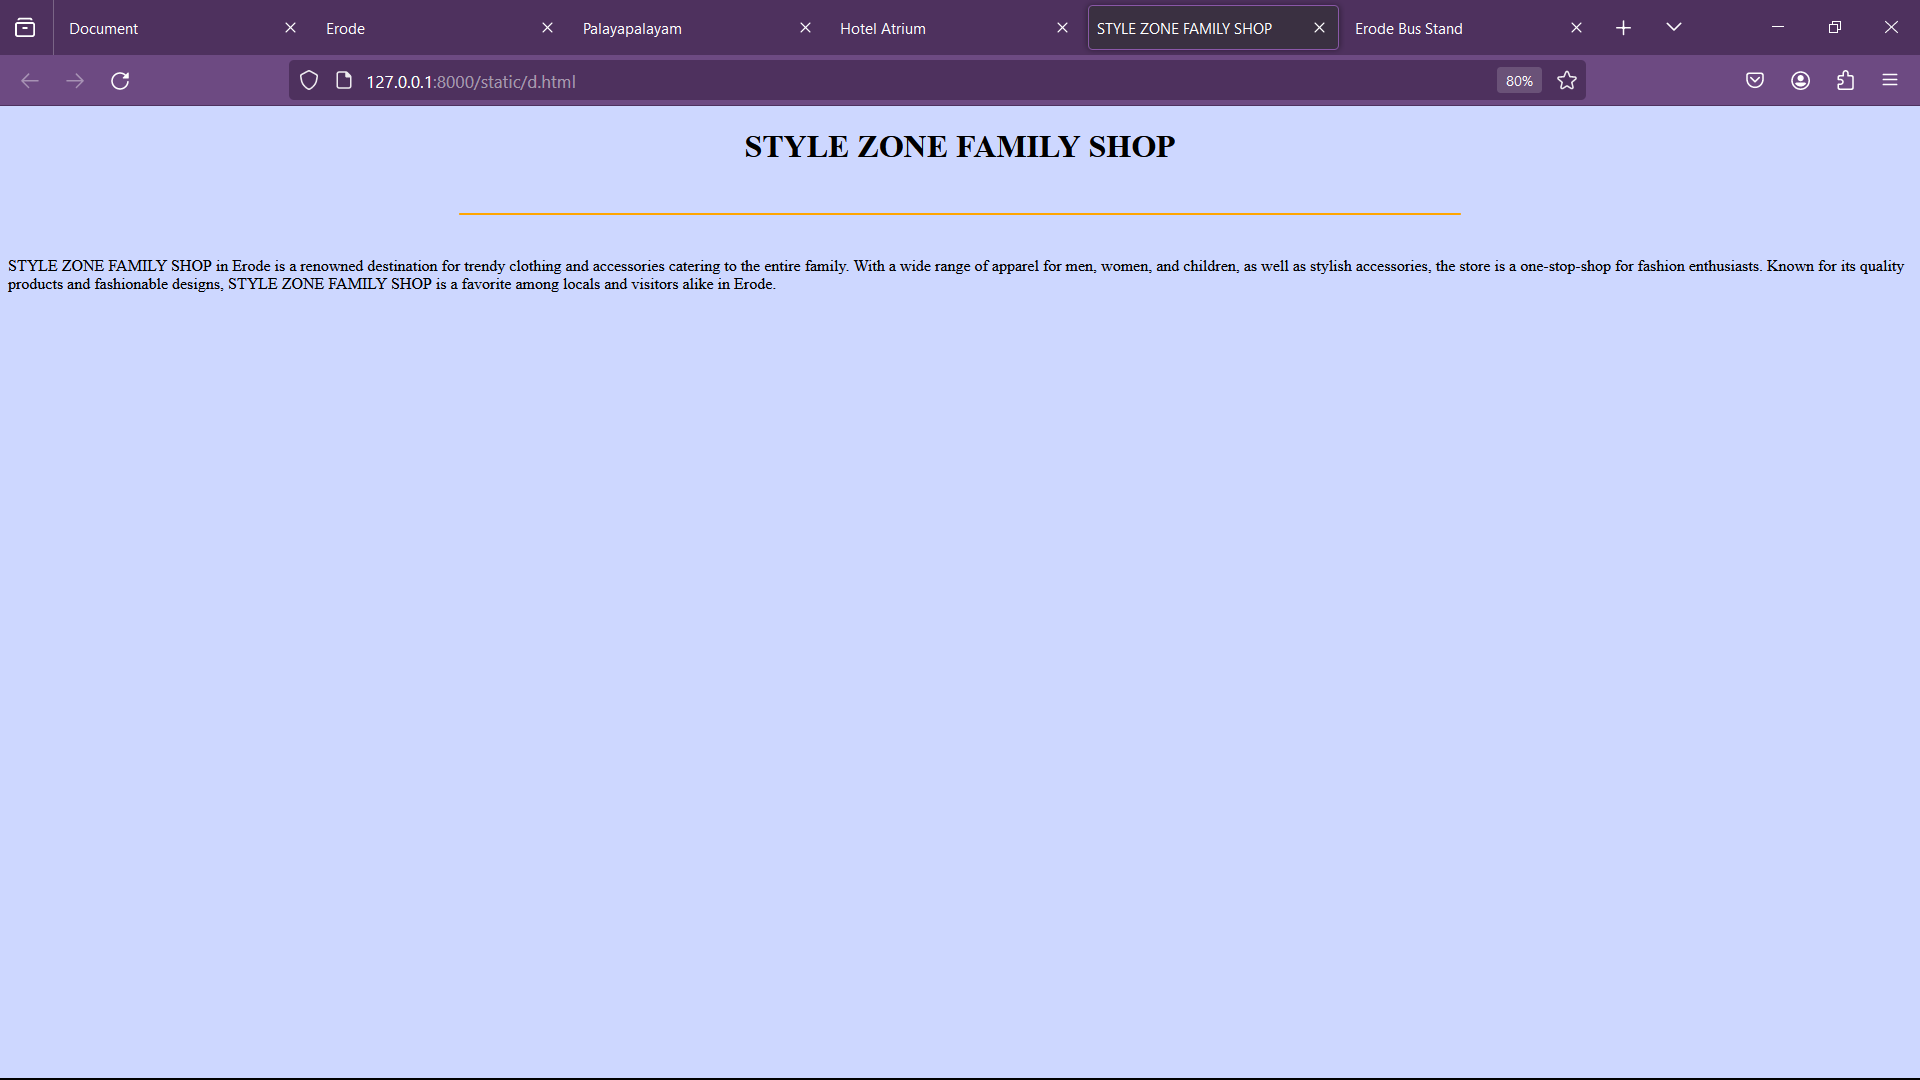 Document
Erode
Palayapalayam
Hotel Atrium
STYLE ZONE FAMILY SHOP
Erode Bus Stand
127.0.0.1:8000/static/d.html
80%
STYLE ZONE FAMILY SHOP
STYLE ZONE FAMILY SHOP in Erode is a renowned destination for trendy clothing and accessories catering to the entire family. With a wide range of apparel for men, women, and children, as well as stylish accessories, the store is a one-stop-shop for fashion enthusiasts. Known for its quality
products and fashionable designs, STYLE ZONE FAMILY SHOP is a favorite among locals and visitors alike in Erode.